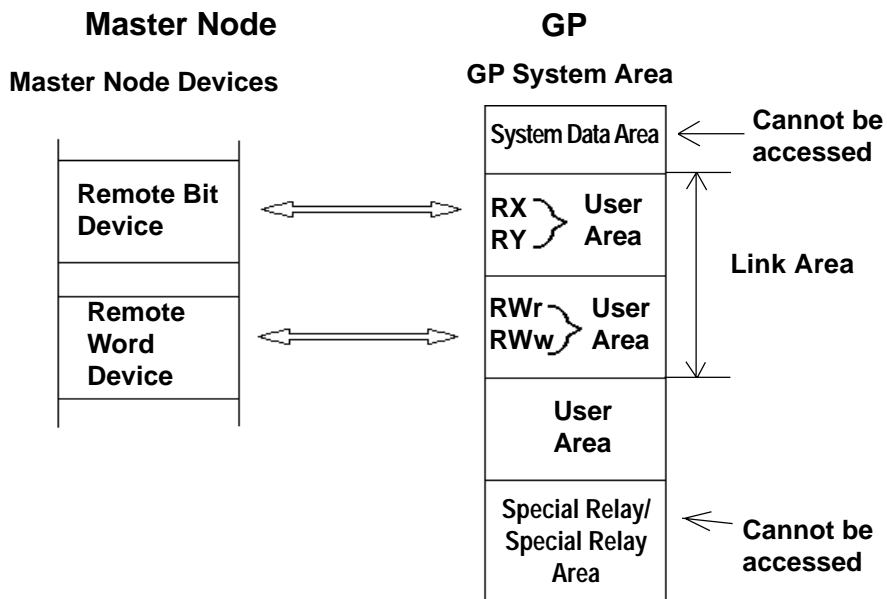 Master Node
GP
Master Node Devices
GP System Area
System Data Area
Cannot be
accessed
Remote Bit
Device
RX
RY
User
Area
Link Area
Remote
Word
Device
RWr
RWw
User
Area
User
Area
Special Relay/
Special Relay
Area
Cannot be
accessed